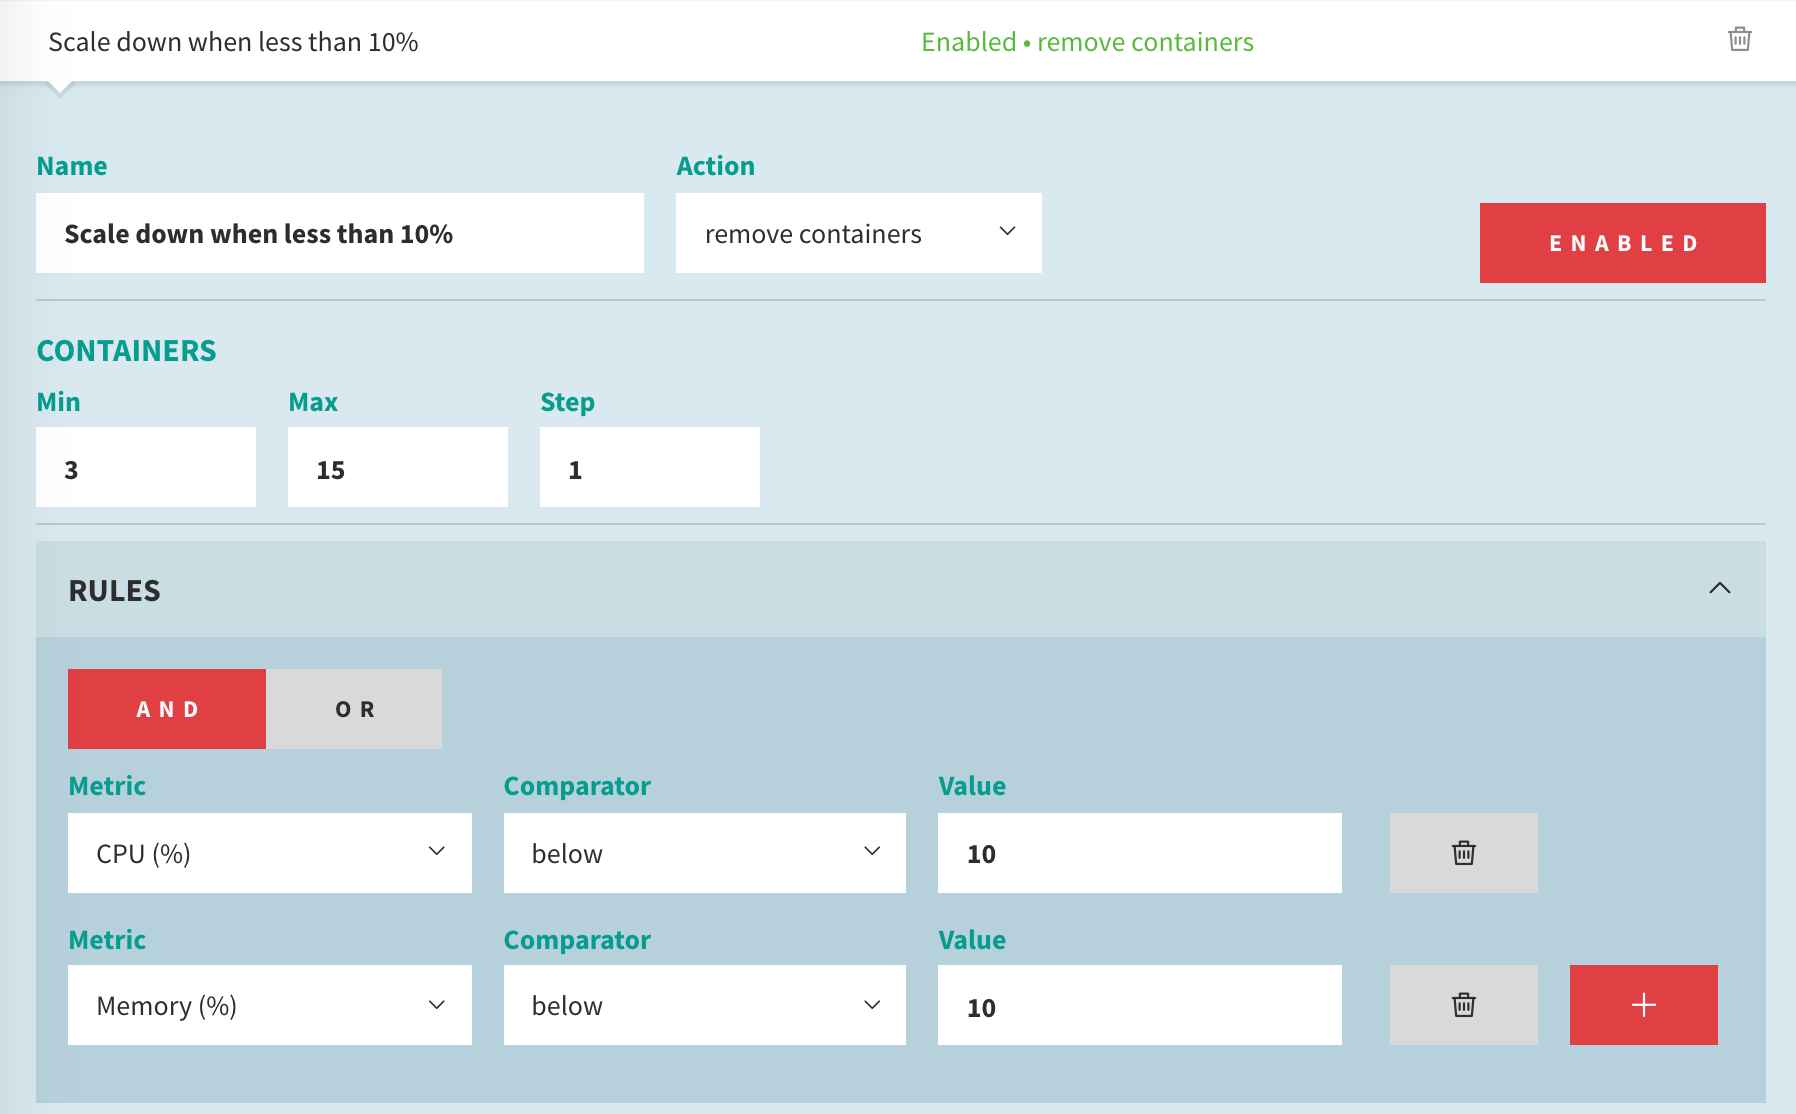 Scale down when less than 10%
Enabled • remove containers
Name
Action
Scale down when less than 10%
remove containers
ENABLED
CONTAINERS
Min
Max
Step
3
15
1
RULES
AND
OR
Metric
Comparator
Value
CPU (%)
below
10
Metric
Comparator
Value
Memory (%)
below
10